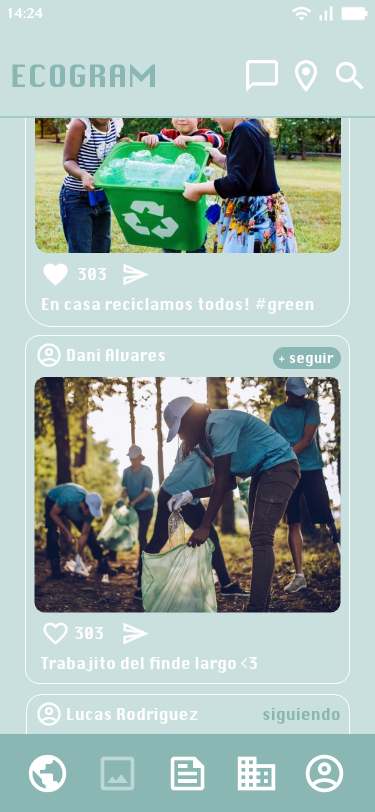 14:24
ECOGRAM
303
En casa reciclamos todos! #green
Dani Alvares
+ seguir
303
Trabajito del finde largo <3
Lucas Rodriguez
siguiendo